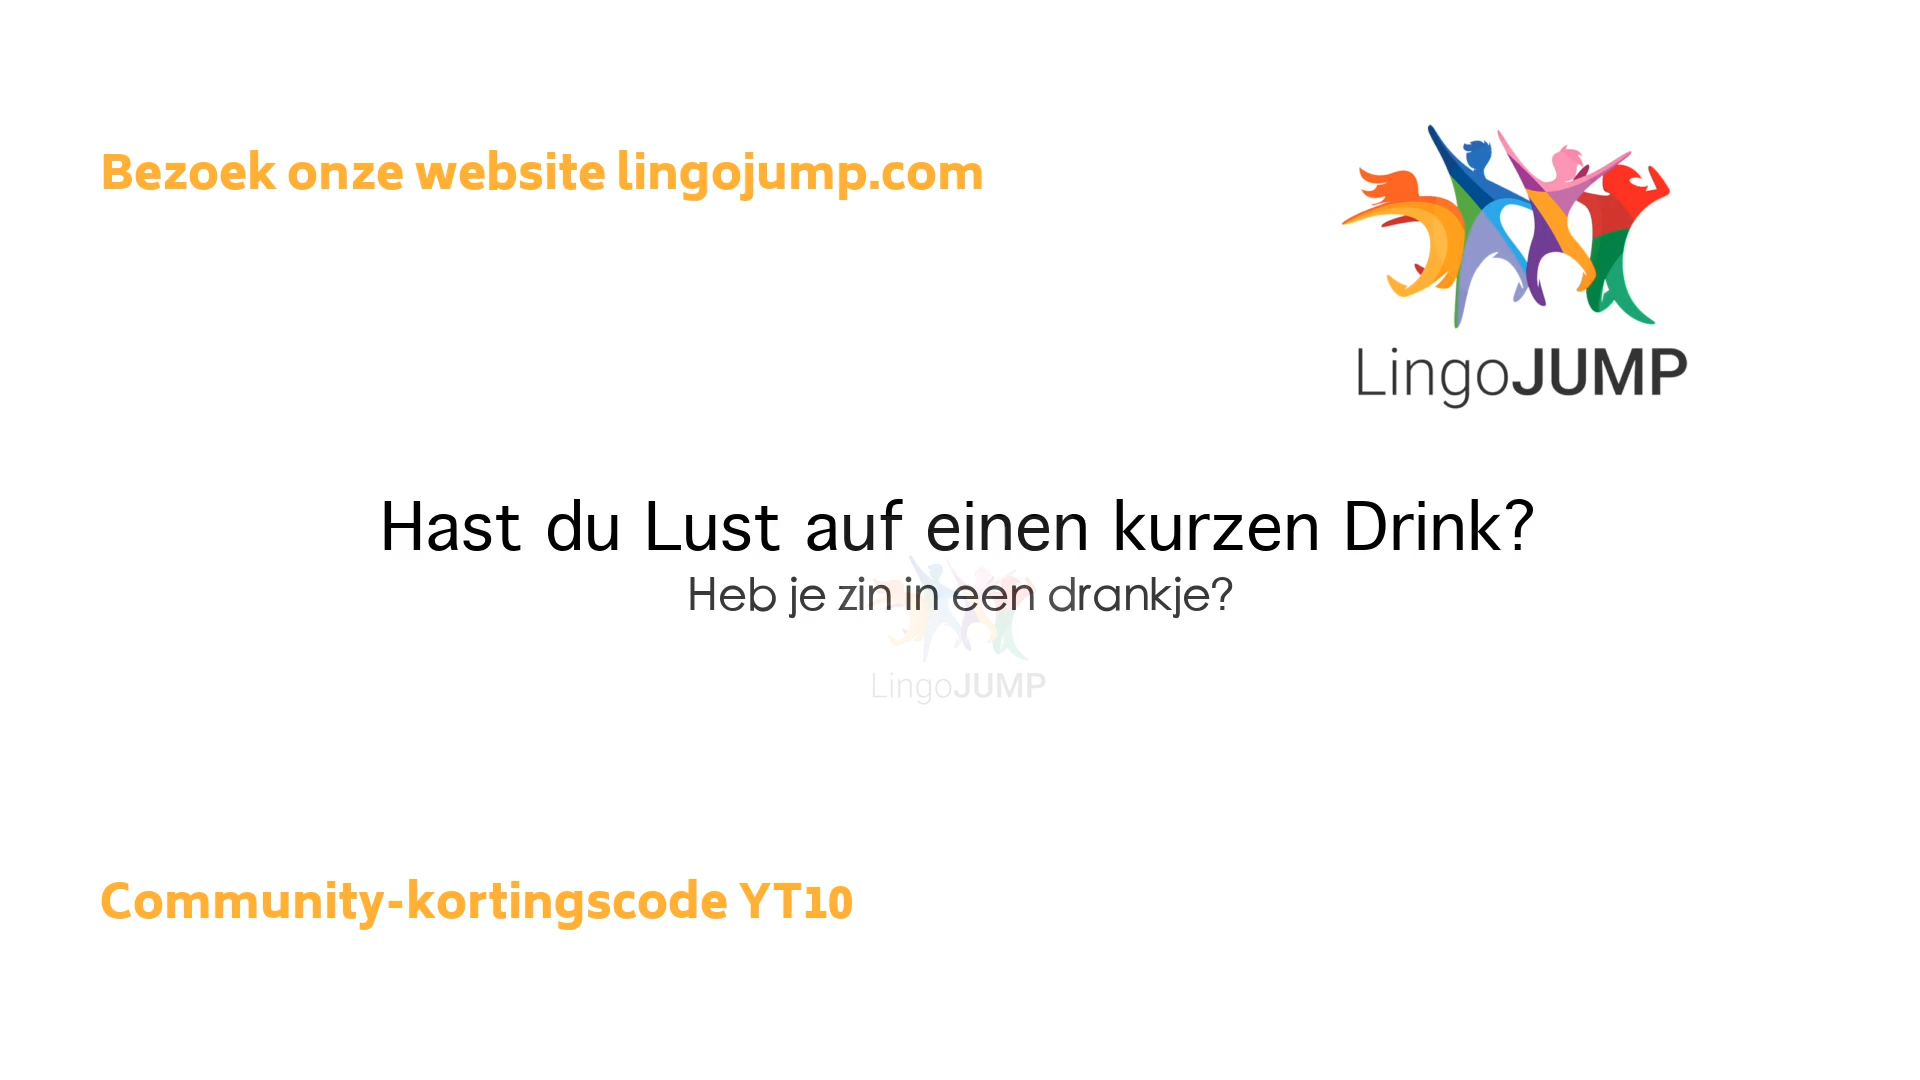 Bezoek onze website lingojump.com
LingoJUMP
Hast du Lust auf einen kurzen Drink?
Heb je zin in een drankje?
LingoJUMP
Community-kortingscode YT10